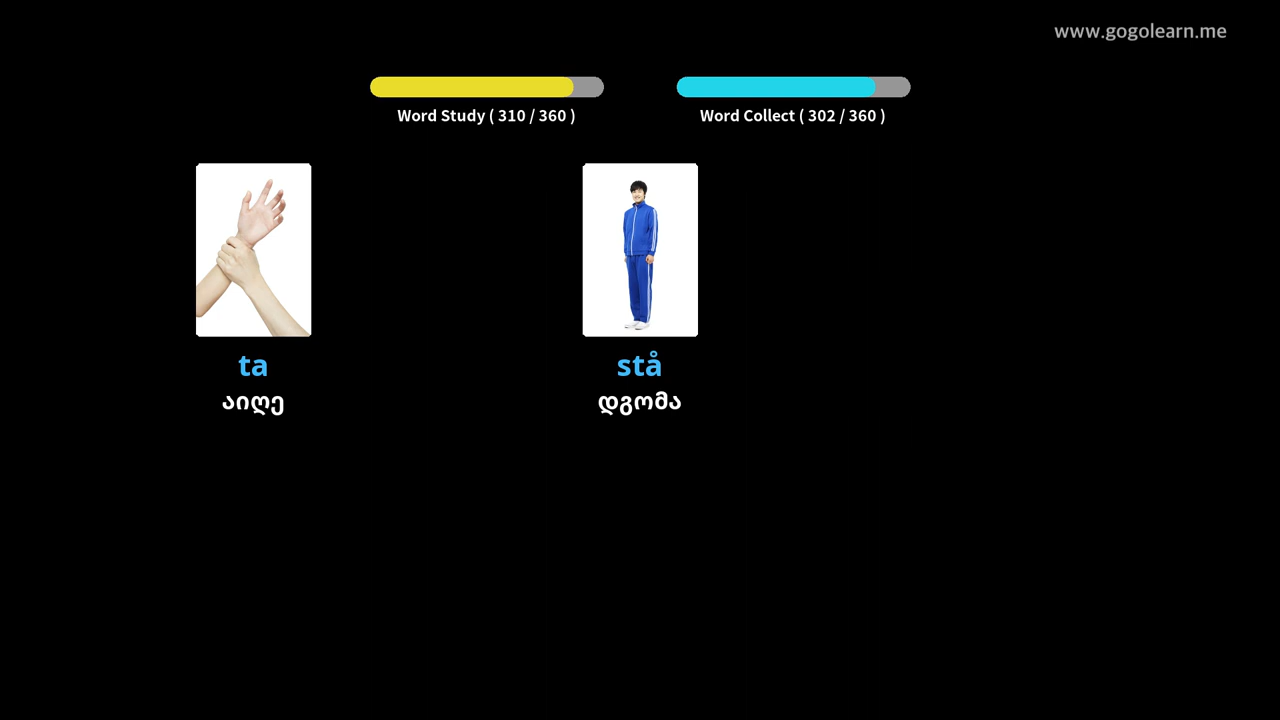 www.gogolearn.me
Word Study ( 310 / 360 )
Word Collect ( 302 / 360 )
ta
აიღე
stå
დგომა